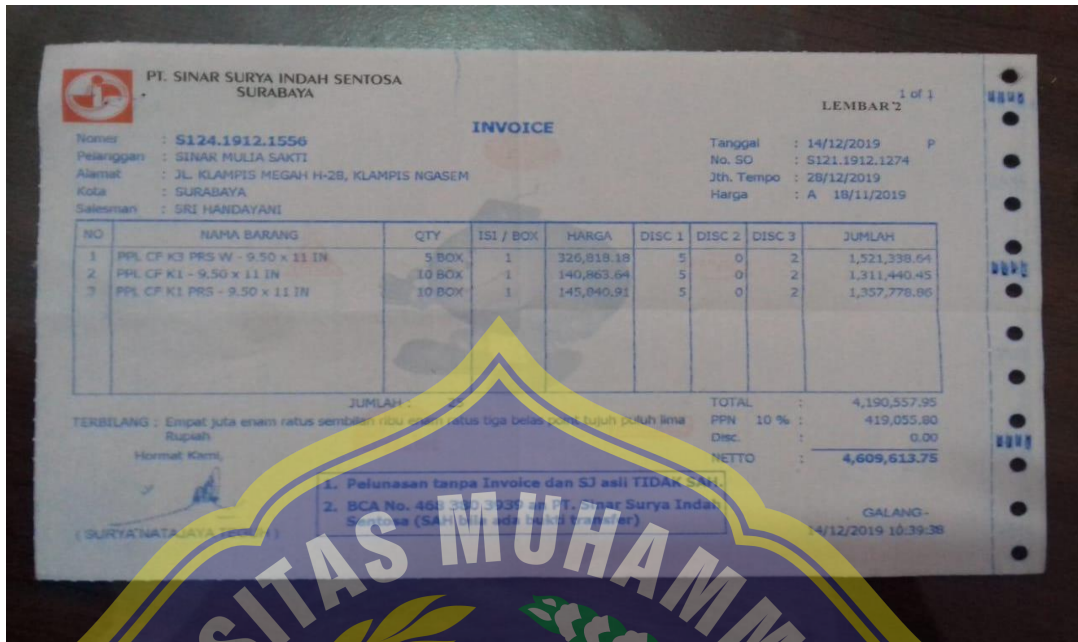 PT. SINAR SURYA INDAH SENTOSA
SURABAYA
1 of 1
LEMBAR 2
INVOICE
Nomer : S124.1912.1556
Tanggal : 14/12/2019 P
Pelanggan : SINAR MULIA SAKTI
No. SO : S121.1912.1274
Alamat : JL. KLAMPIS MEGAH H-28, KLAMPIS NGASEM
Jth. Tempo : 28/12/2019
Kota : SURABAYA
Harga : A 18/11/2019
Salesman : SRI HANDAYANI
NO NAMA BARANG QTY ISI / BOX HARGA DISC 1 DISC 2 DISC 3 JUMLAH
1 PPL CF K3 PRS W - 9.50 x 11 IN 5 BOX 1 326,818.18 5 0 2 1,521,338.64
2 PPL CF K1 - 9.50 x 11 IN 10 BOX 1 140,863.64 5 0 2 1,311,440.45
3 PPL CF K1 PRS - 9.50 x 11 IN 10 BOX 1 145,840.91 5 0 2 1,357,778.86
JUMLAH : 25
TOTAL : 4,190,557.95
TERBILANG : Empat juta enam ratus sembilan ribu enam ratus tiga belas point tujuh puluh lima
Rupiah
PPN 10 % : 419,055.80
Disc. : 0.00
NETTO : 4,609,613.75
Hormat Kami,
1. Pelunasan tanpa Invoice dan SJ asli TIDAK SAH.
2. BCA No. 468 380 3939 an PT. Sinar Surya Indah
Sentosa (SAH bila ada bukti transfer)
GALANG-
14/12/2019 10:39:38
( SURYA NATAJAYA )
SITAS MUHAMM